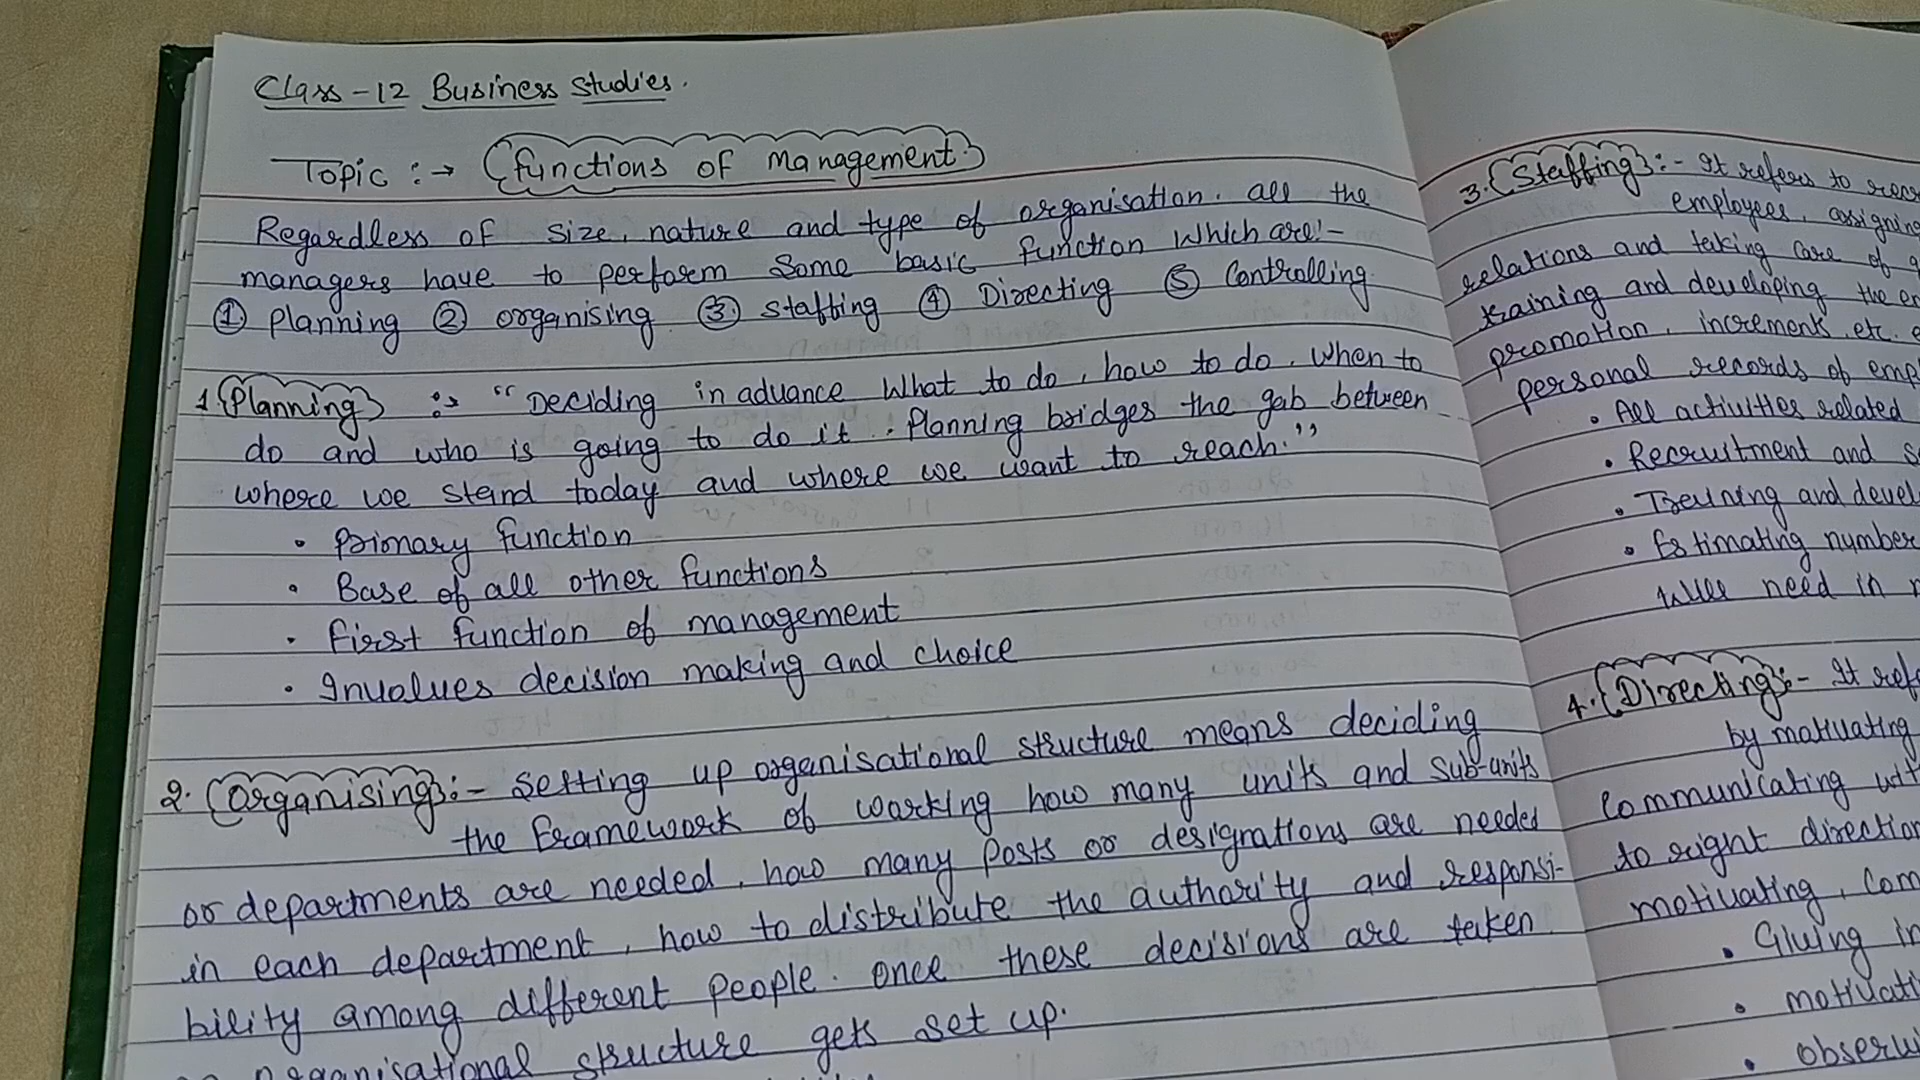 Class-12 Business Studies.
Topic :→ (functions of management.)
Regardless of size, nature and type of organisation. all the
managers have to perform some basic function which are:-
① planning ② organising ③ staffing ④ Directing ⑤ Controlling
1 (Planning) :→ "Deciding in advance what to do, how to do, when to
do and who is going to do it. Planning bridges the gab between
where we stand today and where we want to reach."
• primary function
• Base of all other functions
• first function of management
• Involves decision making and choice
2. (Organising):- Setting up organisational structure means deciding
the Framework of working how many units and sub-units
or departments are needed, how many posts or designations are needed
in each department, how to distribute the authority and responsi-
bility among different people. once these decisions are taken
organisational structure gets set up.
3. (Staffing):- It refers to
employees, assigning
relations and taking care of
training and developing the
promotion, increment, etc.
personal records of
• All activities related
• Recruitment and
• Training and
• Estimating number
will need in
4. (Directing):- It
by motivating
Communicating
to right
motivating,
• Giving
•
•